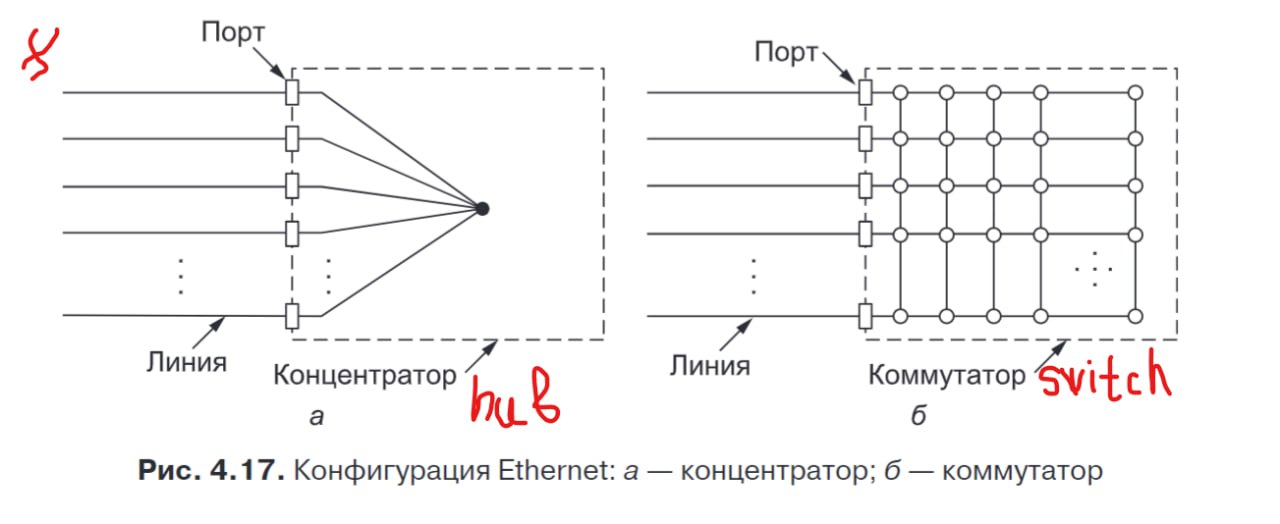 Порт
Порт
Линия
Концентратор
hub
Линия
Коммутатор
svitch
а
б
Рис. 4.17. Конфигурация Ethernet: а — концентратор; б — коммутатор